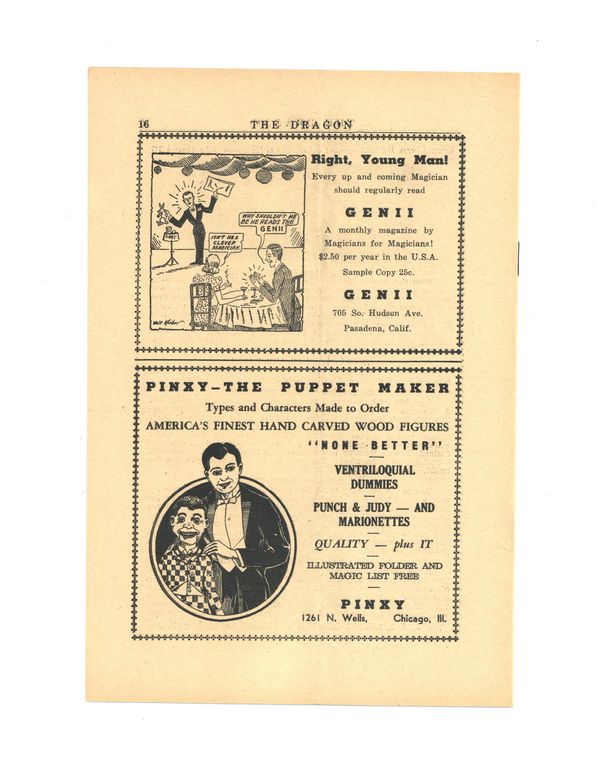 16
THE DRAGON
WHY SHOULDN'T HE
BE HE READS THE
GENII
ISN'T HE A
CLEVER
MAGICIAN.
Right, Young Man!
Every up and coming Magician
should regularly read
GENII
A monthly magazine by
Magicians for Magicians!
$2.50 per year in the U.S.A.
Sample Copy 25c.
GENII
705 So. Hudson Ave.
Pasadena, Calif.
PINXY—THE PUPPET MAKER
Types and Characters Made to Order
AMERICA'S FINEST HAND CARVED WOOD FIGURES
"NONE BETTER"
VENTRILOQUIAL
DUMMIES
PUNCH & JUDY — AND
MARIONETTES
QUALITY — plus IT
ILLUSTRATED FOLDER AND
MAGIC LIST FREE
PINXY
1261 N. Wells, Chicago, Ill.